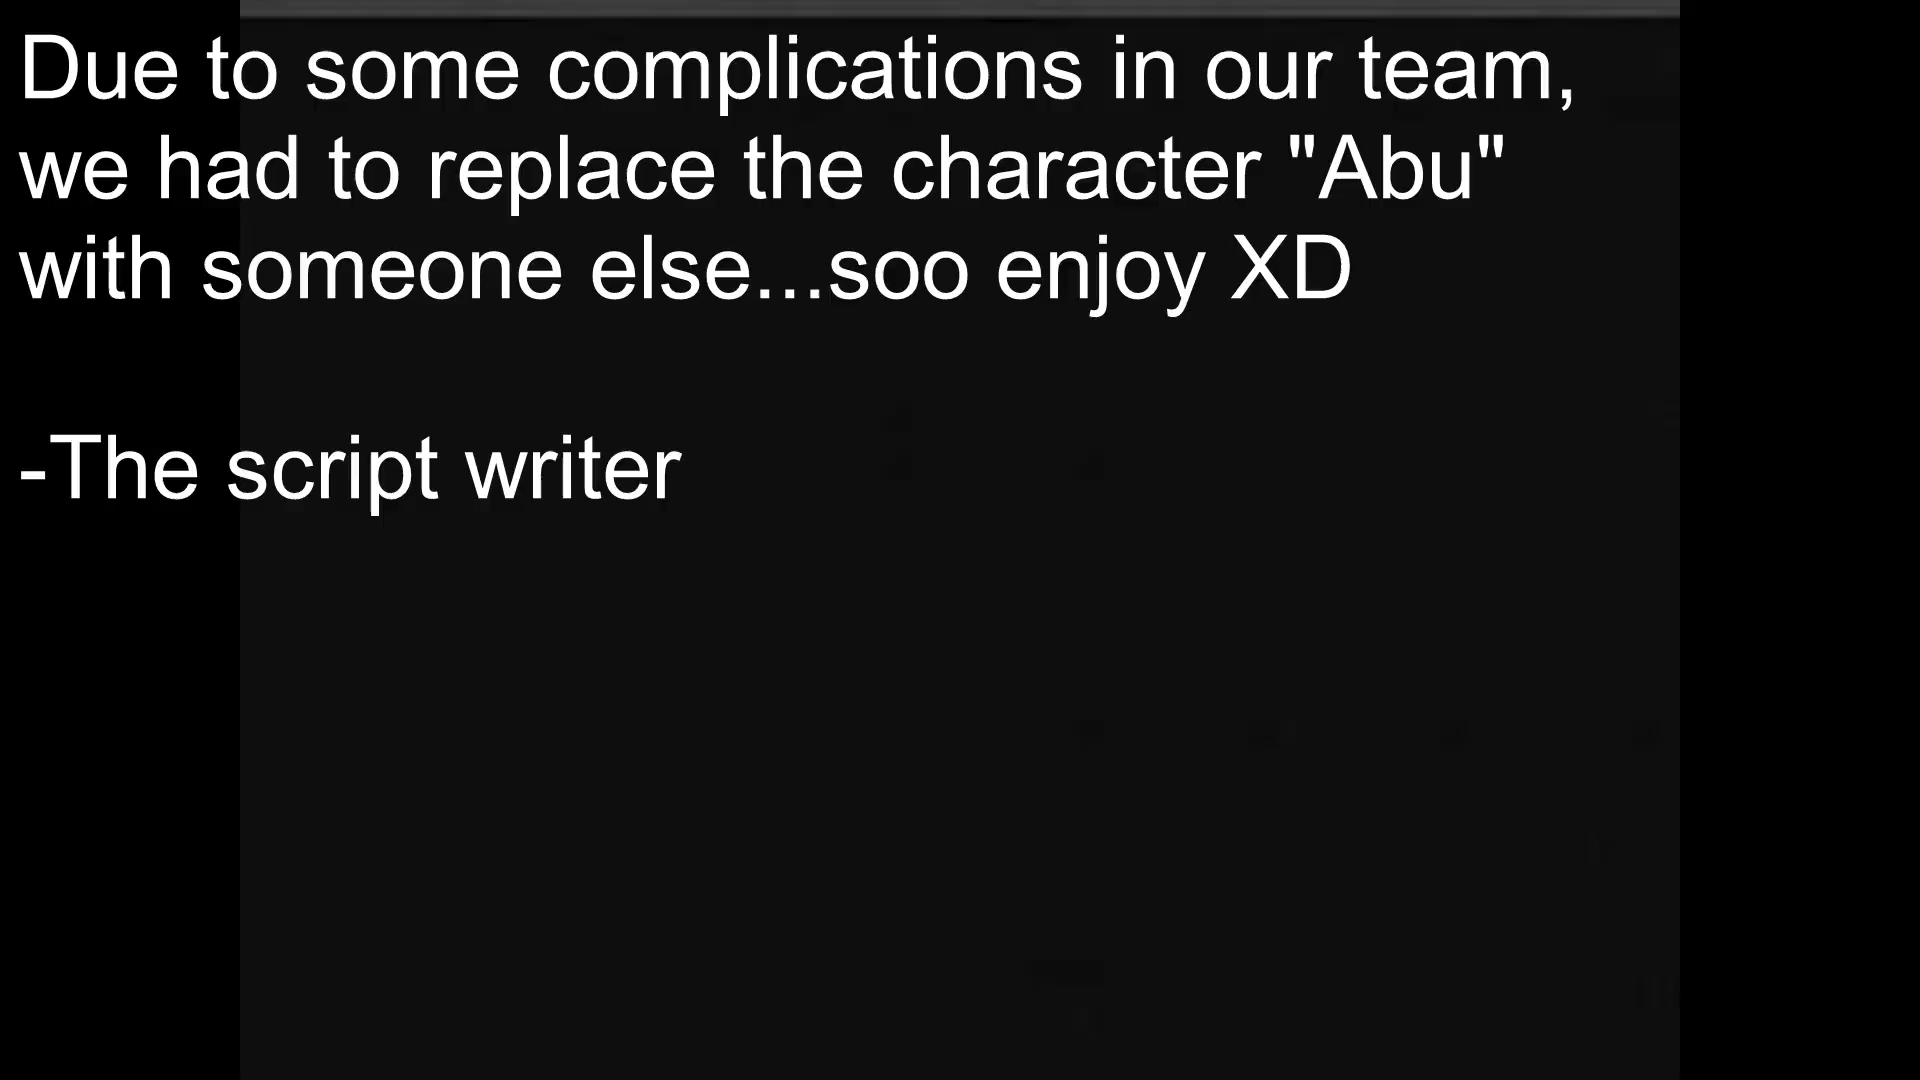 Due to some complications in our team,
we had to replace the character "Abu"
with someone else...soo enjoy XD
-The script writer